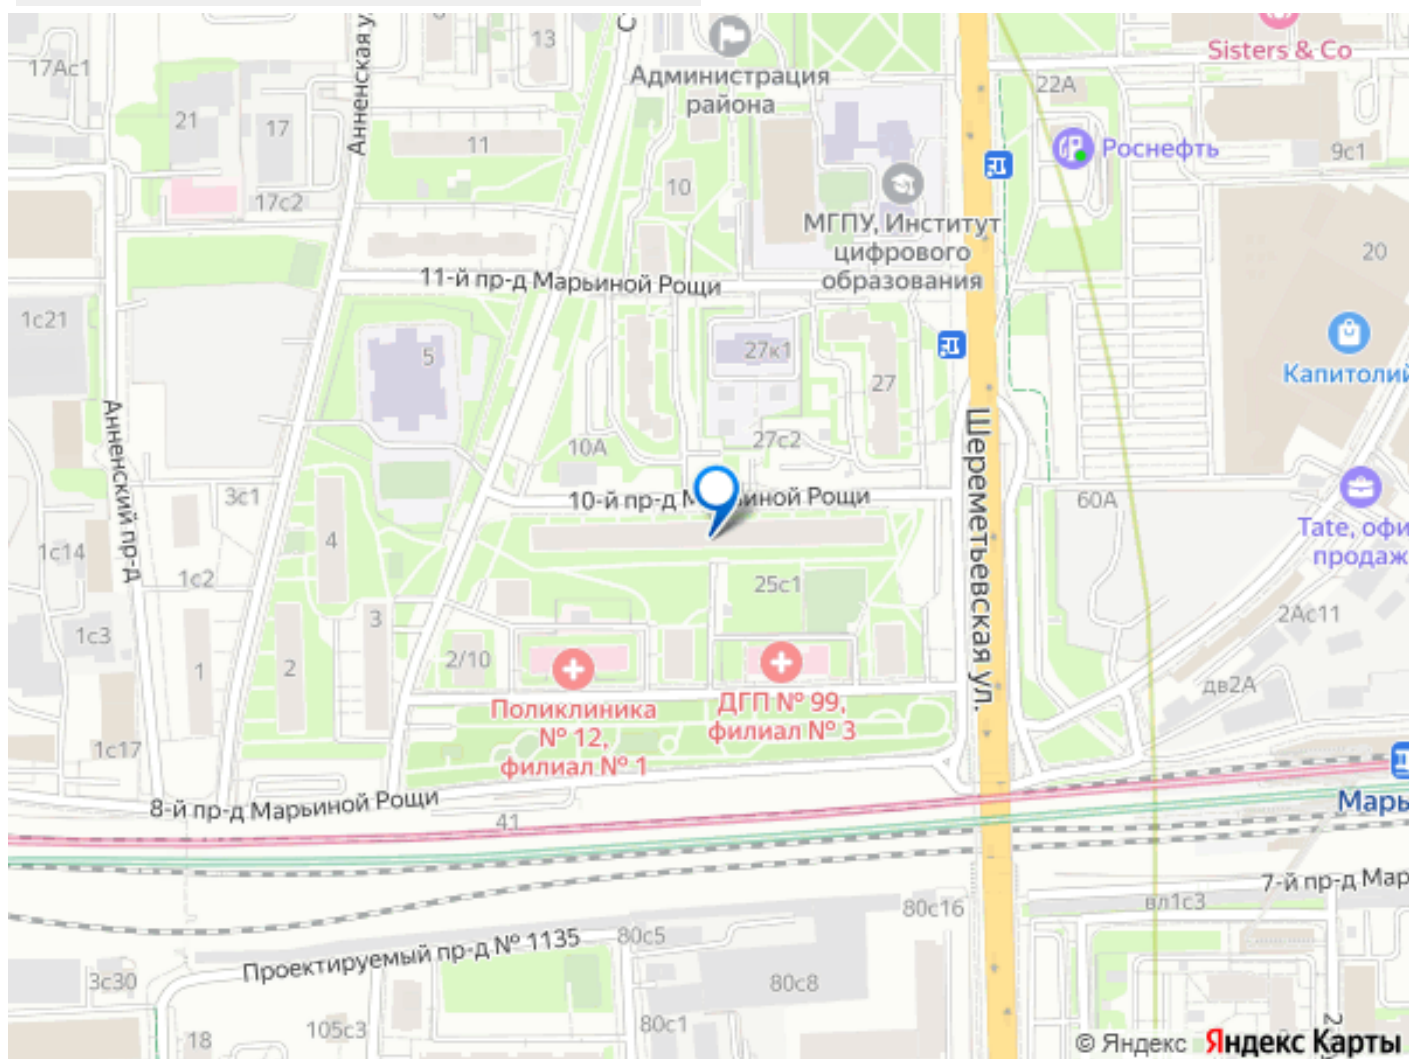 17Ас1
Анненская у
6
13
С
Администрация
района
Sisters & Co
22А
21
17
11
10
Роснефть
9с1
17с2
МГПУ, Институт
цифрового
образования
20
11-й пр-д Марьиной Рощи
1с21
5
27к1
27
Капитолий
Анненский пр-д
10А
27с2
Шереметьевская ул.
3с1
10-й пр-д М
ьиной Рощи
60А
Tate, офи
продаж
1с14
4
1с2
25с1
2Ас11
1с3
3
1
2
2/10
Поликлиника
№ 12,
филиал № 1
ДГП № 99,
филиал № 3
дв2А
1с17
8-й пр-д Марьиной Рощи
41
Марь
7-й пр-д Мар
80с16
вл1с3
Проектируемый пр-д № 1135
80с5
3с30
80с8
18
105с3
80с1
2
© Яндекс Яндекс Карты